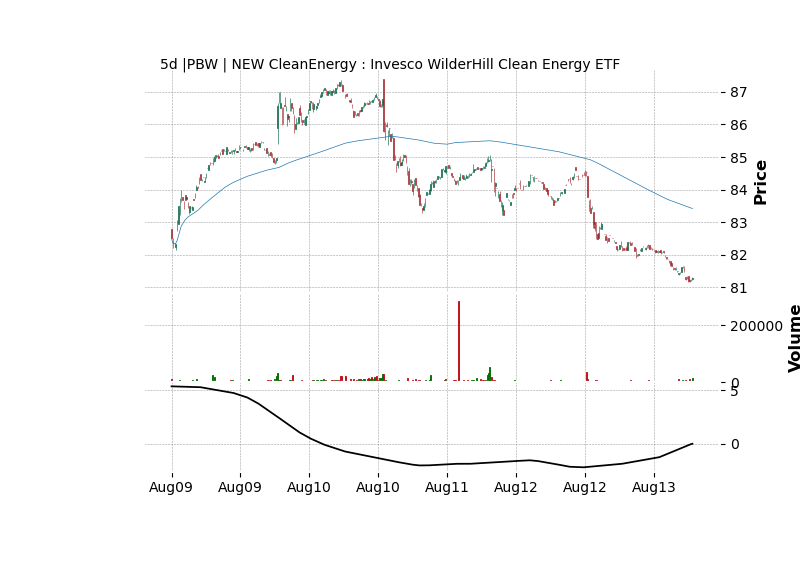 5d |PBW | NEW CleanEnergy : Invesco WilderHill Clean Energy ETF
87
86
85
84
83
82
81
Price
200000
0
Volume
5
0
Aug09 Aug09 Aug10 Aug10 Aug11 Aug12 Aug12 Aug13